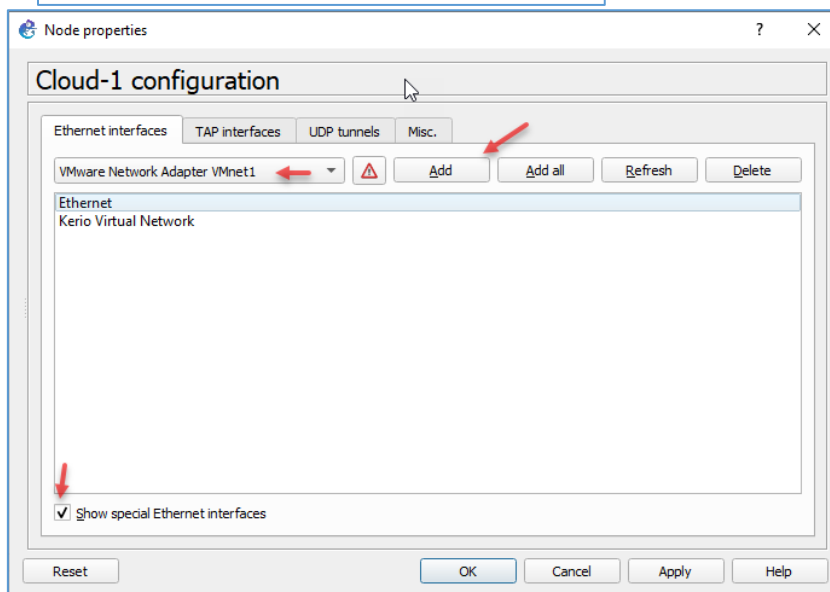 Node properties
Cloud-1 configuration
Ethernet interfaces TAP interfaces UDP tunnels Misc.
VMware Network Adapter VMnet1 Add Add all Refresh Delete
Ethernet
Kerio Virtual Network
Show special Ethernet interfaces
Reset OK Cancel Apply Help